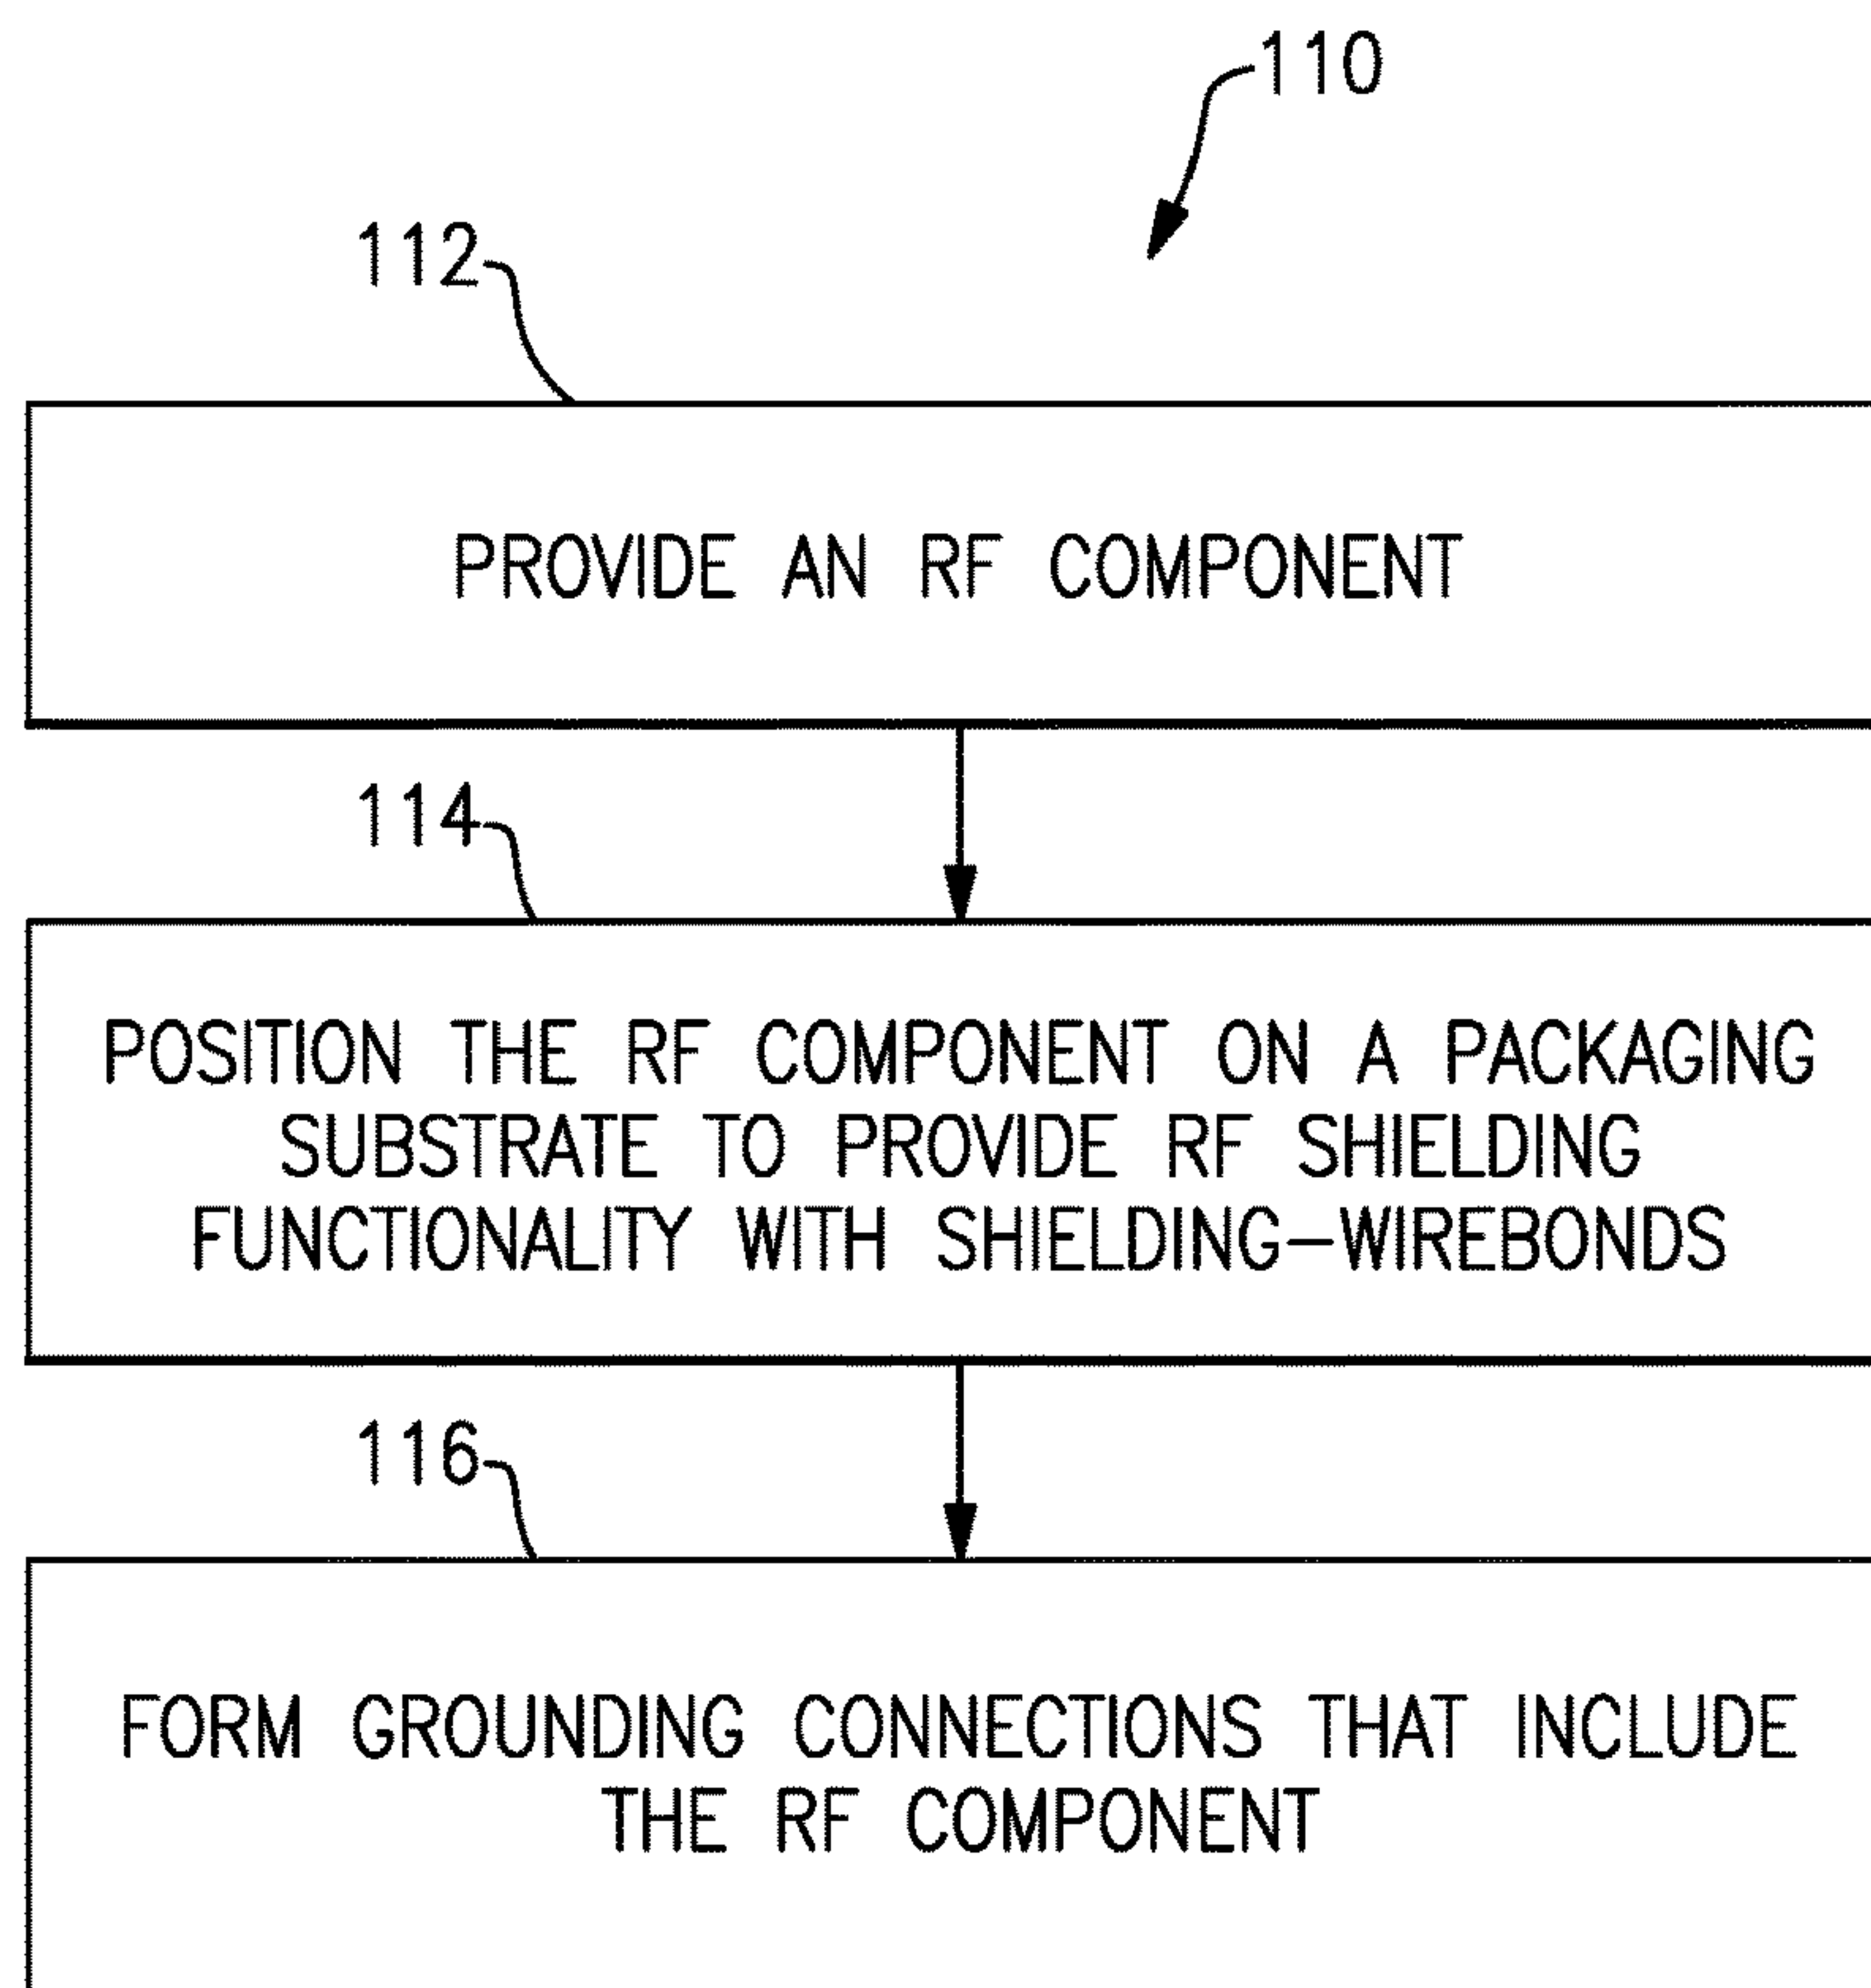 110
112
PROVIDE AN RF COMPONENT
114
POSITION THE RF COMPONENT ON A PACKAGING
SUBSTRATE TO PROVIDE RF SHIELDING
FUNCTIONALITY WITH SHIELDING-WIREBONDS
116
FORM GROUNDING CONNECTIONS THAT INCLUDE
THE RF COMPONENT